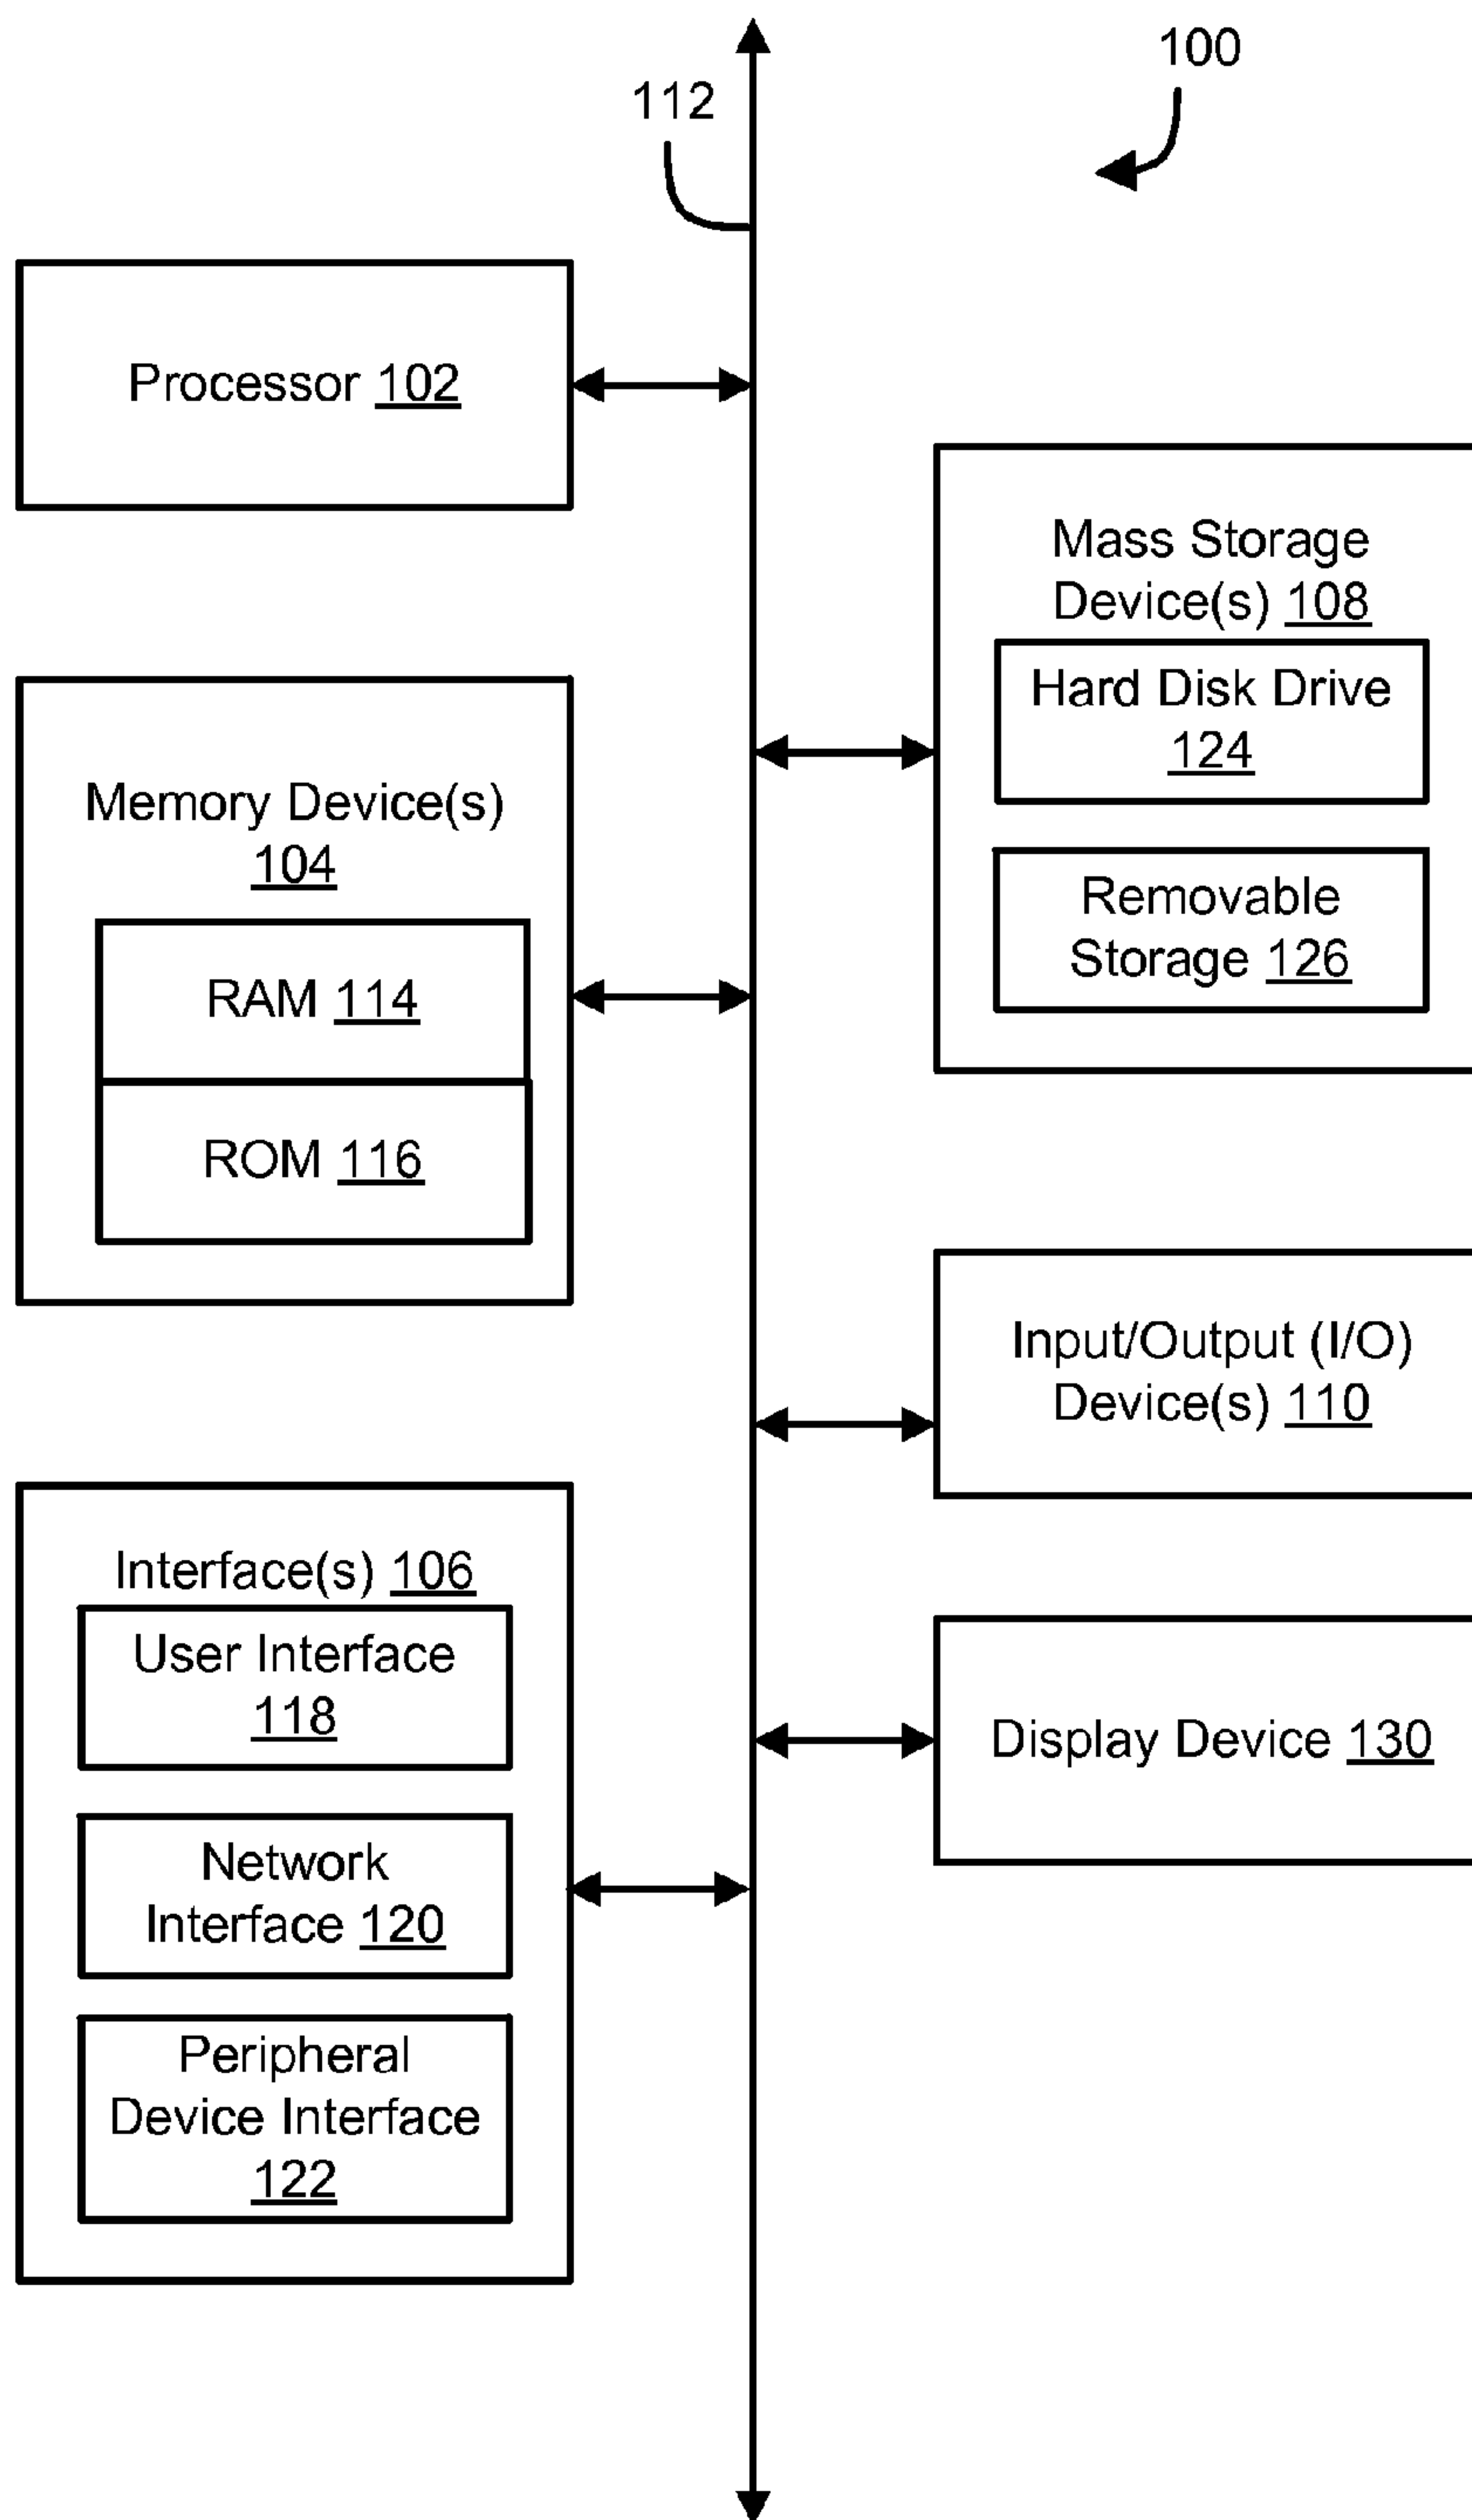 100
112
Processor 102
Mass Storage
Device(s) 108
Hard Disk Drive
124
Removable
Storage 126
Memory Device(s)
104
RAM 114
ROM 116
Input/Output (I/O)
Device(s) 110
Interface(s) 106
User Interface
118
Network
Interface 120
Peripheral
Device Interface
122
Display Device 130